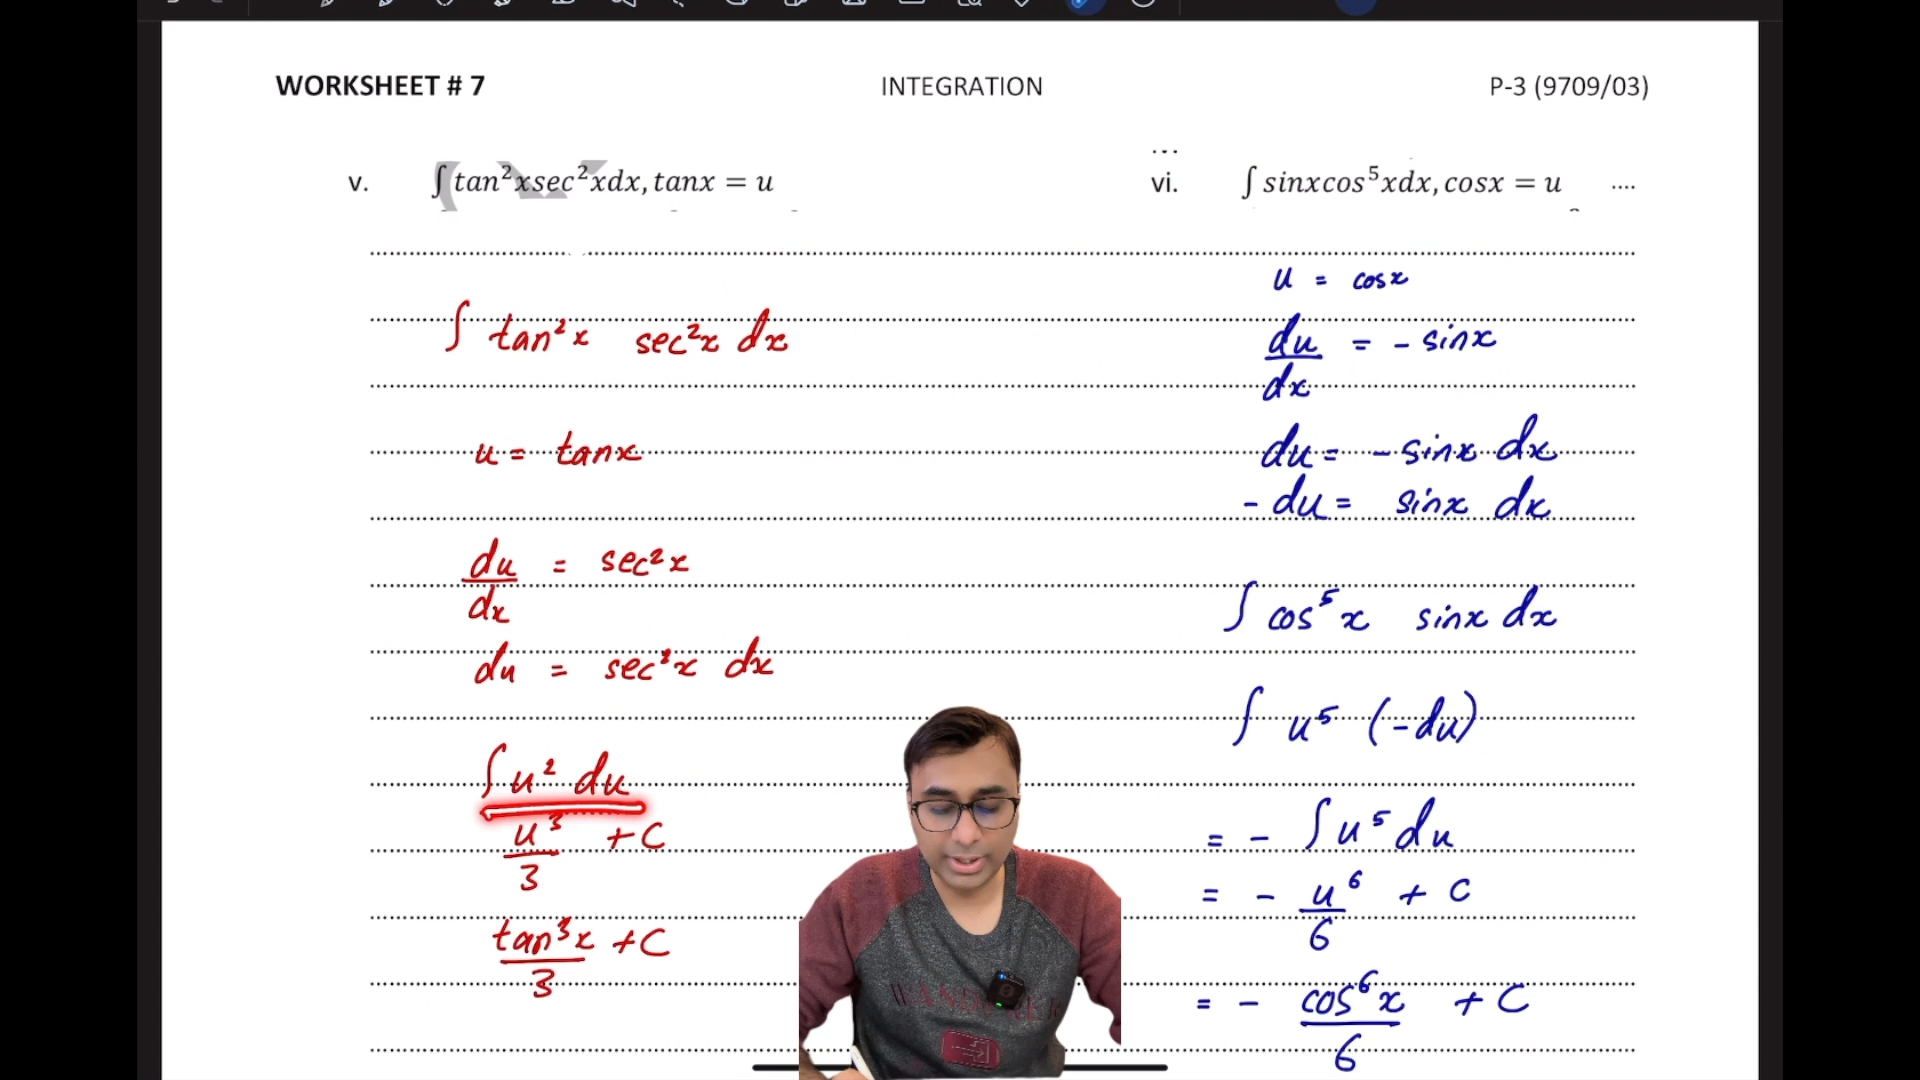 WORKSHEET # 7 INTEGRATION P-3 (9709/03)
v. ∫ tan²xsec²xdx, tanx = u
∫ tan²x sec²x dx
u = tanx
du/dx = sec²x
du = sec²x dx
∫ u² du
u³/3 + C
tan³x/3 + C
vi. ∫ sinxcos⁵xdx, cosx = u ....
u = cosx
du/dx = - sinx
du = - sinx dx
- du = sinx dx
∫ cos⁵x sinx dx
∫ u⁵ (-du)
= - ∫ u⁵ du
= - u⁶/6 + C
= - cos⁶x/6 + C